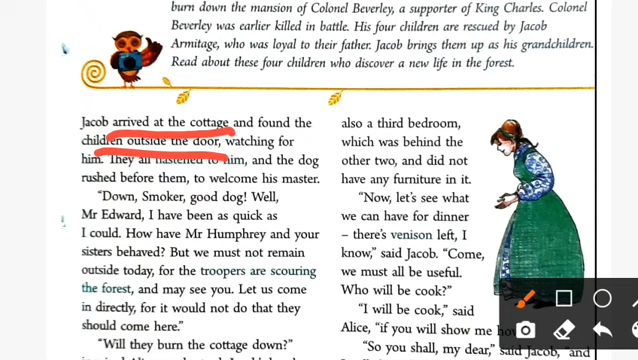 burn down the mansion of Colonel Beverley, a supporter of King Charles. Colonel
Beverley was earlier killed in battle. His four children are rescued by Jacob
Armitage, who was loyal to their father. Jacob brings them up as his grandchildren.
Read about these four children who discover a new life in the forest.
Jacob arrived at the cottage and found the
children outside the door, watching for
him. They all hastened to him, and the dog
rushed before them, to welcome his master.
“Down, Smoker, good dog! Well,
Mr Edward, I have been as quick as
I could. How have Mr Humphrey and your
sisters behaved? But we must not remain
outside today, for the troopers are scouring
the forest, and may see you. Let us come
in directly, for it would not do that they
should come here.”
“Will they burn the cottage down?”
also a third bedroom,
which was behind the
other two, and did not
have any furniture in it.
“Now, let's see what
we can have for dinner
– there's venison left, I
know,” said Jacob. “Come,
we must all be useful.
Who will be cook?”
“I will be cook,” said
Alice, “if you will show me how
“So you shall, my dear,” said Jacob, “and